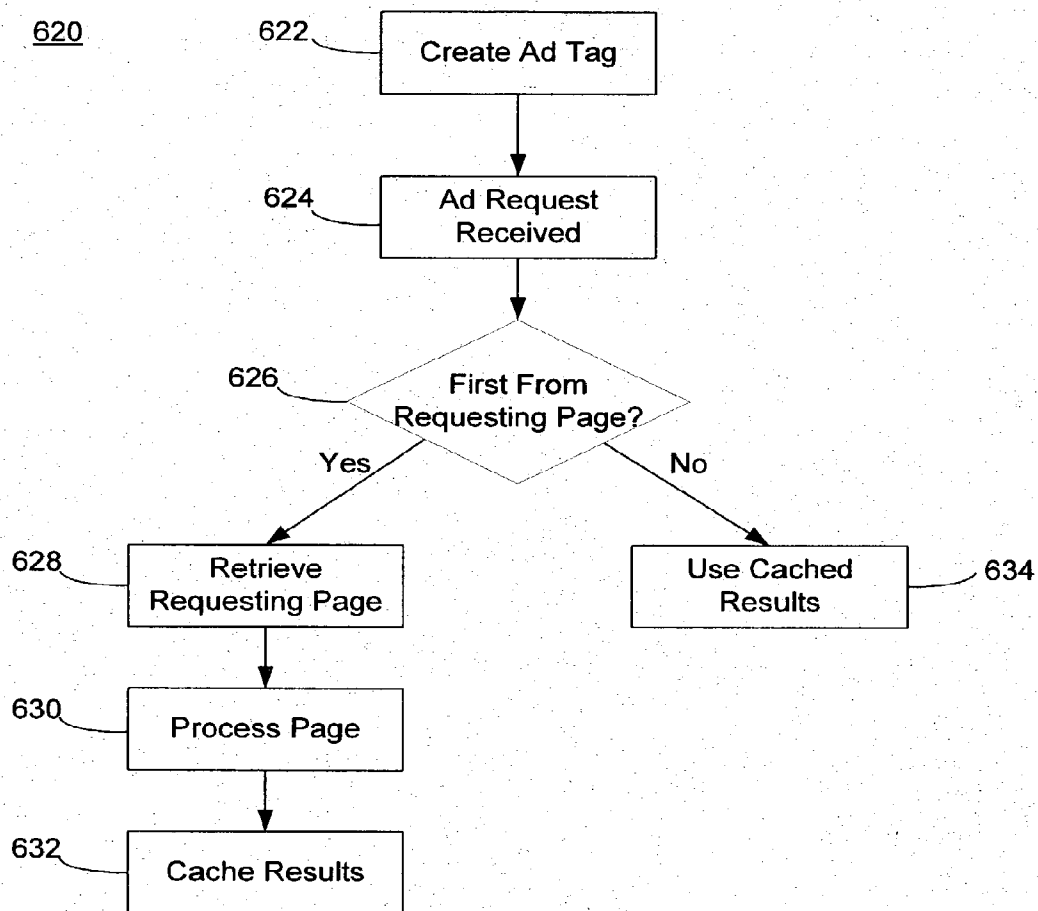 620
622
Create Ad Tag
624
Ad Request
Received
626
First From
Requesting Page?
Yes
No
628
Retrieve
Requesting Page
Use Cached
Results
634
630
Process Page
632
Cache Results